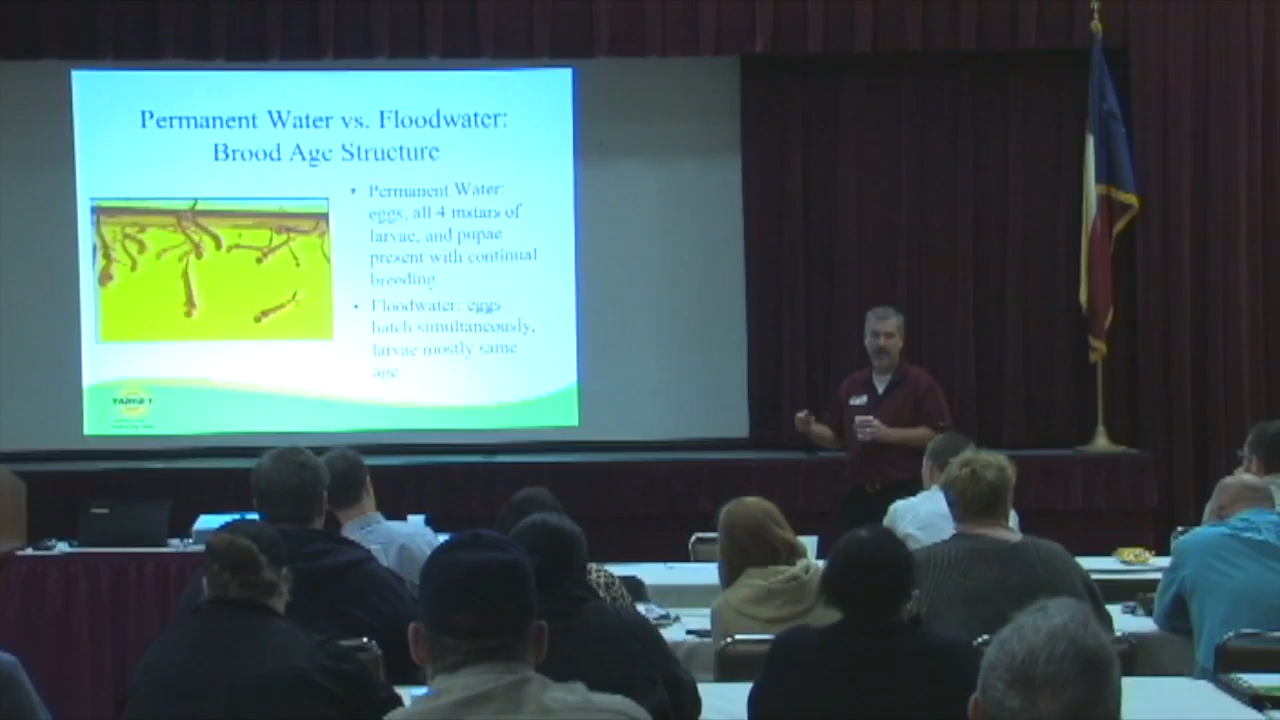 Permanent Water vs. Floodwater:
Brood Age Structure
• Permanent Water:
eggs, all 4 instars of
larvae, and pupae
present with continual
breeding
• Floodwater: eggs
hatch simultaneously,
larvae mostly same
age